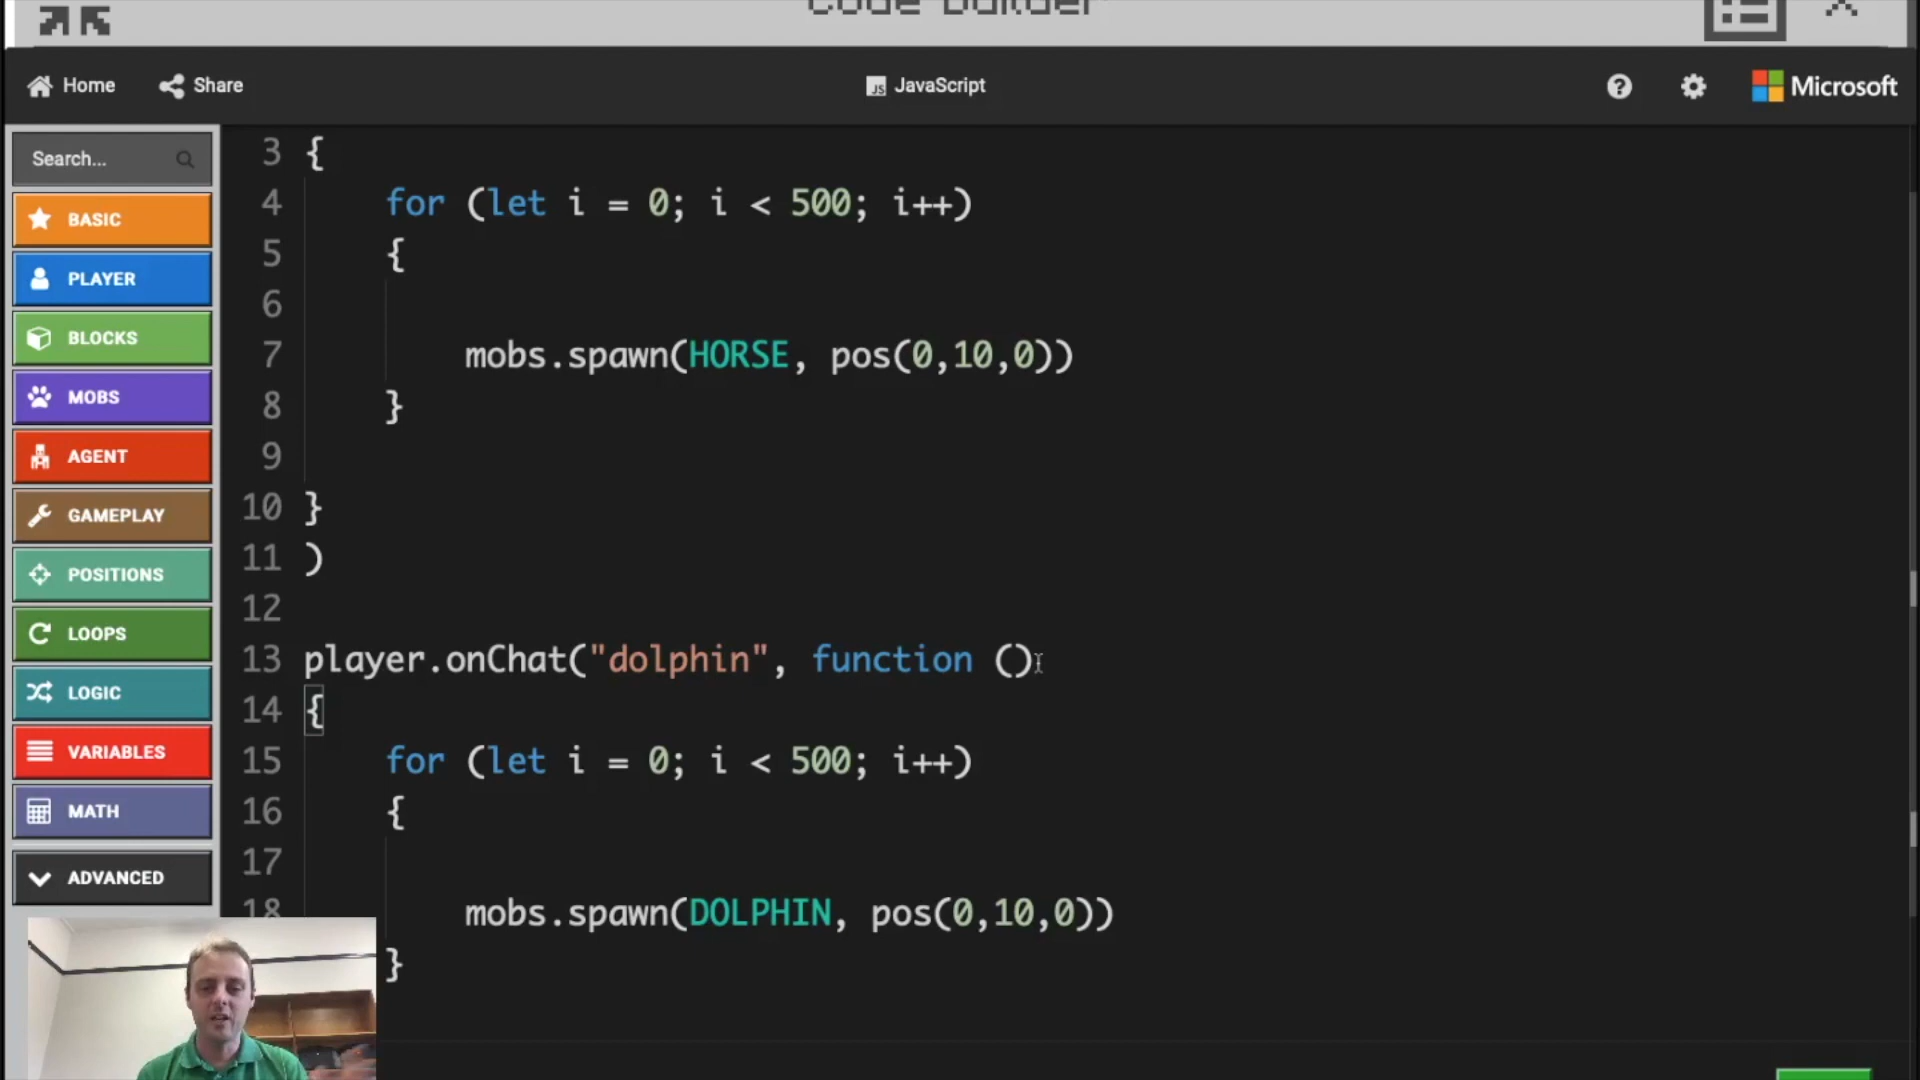 Code Builder
Home
Share
JavaScript
Microsoft
Search...
BASIC
PLAYER
BLOCKS
MOBS
AGENT
GAMEPLAY
POSITIONS
LOOPS
LOGIC
VARIABLES
MATH
ADVANCED
3 {
4 for (let i = 0; i < 500; i++)
5 {
6
7 mobs.spawn(HORSE, pos(0,10,0))
8 }
9
10 }
11 )
12
13 player.onChat("dolphin", function ()
14 {
15 for (let i = 0; i < 500; i++)
16 {
17
18 mobs.spawn(DOLPHIN, pos(0,10,0))
}